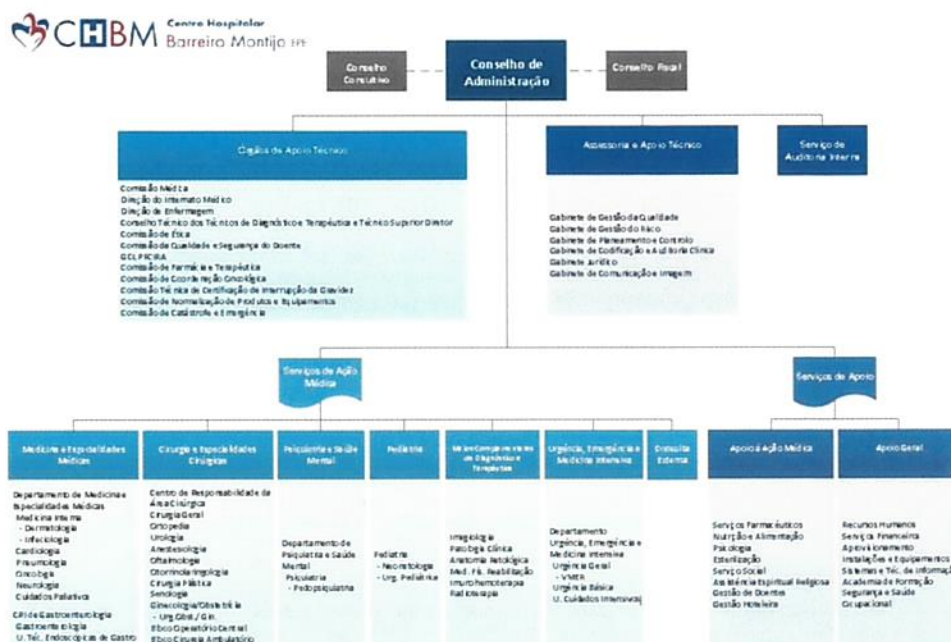 CHBM Centro Hospitalar
Barreiro Montijo EPE
Conselho
Consultivo
Conselho de
Administração
Conselho Fiscal
Órgãos de Apoio Técnico
Comissão Médica
Direção do Internato Médico
Direção de Enfermagem
Conselho Técnico dos Técnicos de Diagnóstico e Terapêutica e Técnico Superior Diretor
Comissão de Ética
Comissão da Qualidade e Segurança do Doente
GCL PPCIRA
Comissão de Farmácia e Terapêutica
Comissão de Coordenação Oncológica
Comissão Técnica de Certificação de Interrupção da Gravidez
Comissão de Normalização de Produtos e Equipamentos
Comissão de Catástrofe e Emergência
Assessoria e Apoio Técnico
Gabinete de Gestão da Qualidade
Gabinete de Gestão do Risco
Gabinete de Planeamento e Controlo
Gabinete de Codificação e Auditoria Clínica
Gabinete Jurídico
Gabinete de Comunicação e Imagem
Serviço de
Auditoria Interna
Serviços de Ação
Médica
Serviços de Apoio
Medicina e Especialidades
Médicas
Departamento de Medicina e
Especialidades Médicas
Medicina Interna
- Dermatologia
- Infeciologia
Cardiologia
Pneumologia
Oncologia
Neurologia
Cuidados Paliativos
CRI de Gastroenterologia
Gastroenterologia
U. Téc. Endoscópicas de Gastro
Cirurgia e Especialidades
Cirúrgicas
Centro de Responsabilidade da
Área Cirúrgica
Cirurgia Geral
Ortopedia
Urologia
Anestesiologia
Oftalmologia
Otorrinolaringologia
Cirurgia Plástica
Senologia
Ginecologia/Obstetrícia
- Urg. Obst./ Gin.
Bloco Operatório Central
Bloco Cirurgia Ambulatório
Psiquiatria e Saúde
Mental
Departamento de
Psiquiatria e Saúde
Mental
Psiquiatria
- Pedopsiquiatria
Pediatria
Pediatria
- Neonatologia
- Urg. Pediátrica
Meios Complementares
de Diagnóstico e
Terapêutica
Imagiologia
Patologia Clínica
Anatomia Patológica
Med. Fís. Reabilitação
Imunohemoterapia
Radioterapia
Urgência, Emergência e
Medicina Intensiva
Departamento
Urgência, Emergência e
Medicina Intensiva
Urgência Geral
- VMER
Urgência Básica
U. Cuidados Intensivos
Consulta
Externa
Apoio à Ação Médica
Serviços Farmacêuticos
Nutrição e Alimentação
Psicologia
Esterilização
Serviço Social
Assistência Espiritual Religiosa
Gestão de Doentes
Gestão Hoteleira
Apoio Geral
Recursos Humanos
Serviços Financeiros
Aprovisionamento
Instalações e Equipamentos
Sistemas e Téc. de Informação
Academia de Formação
Segurança e Saúde
Ocupacional